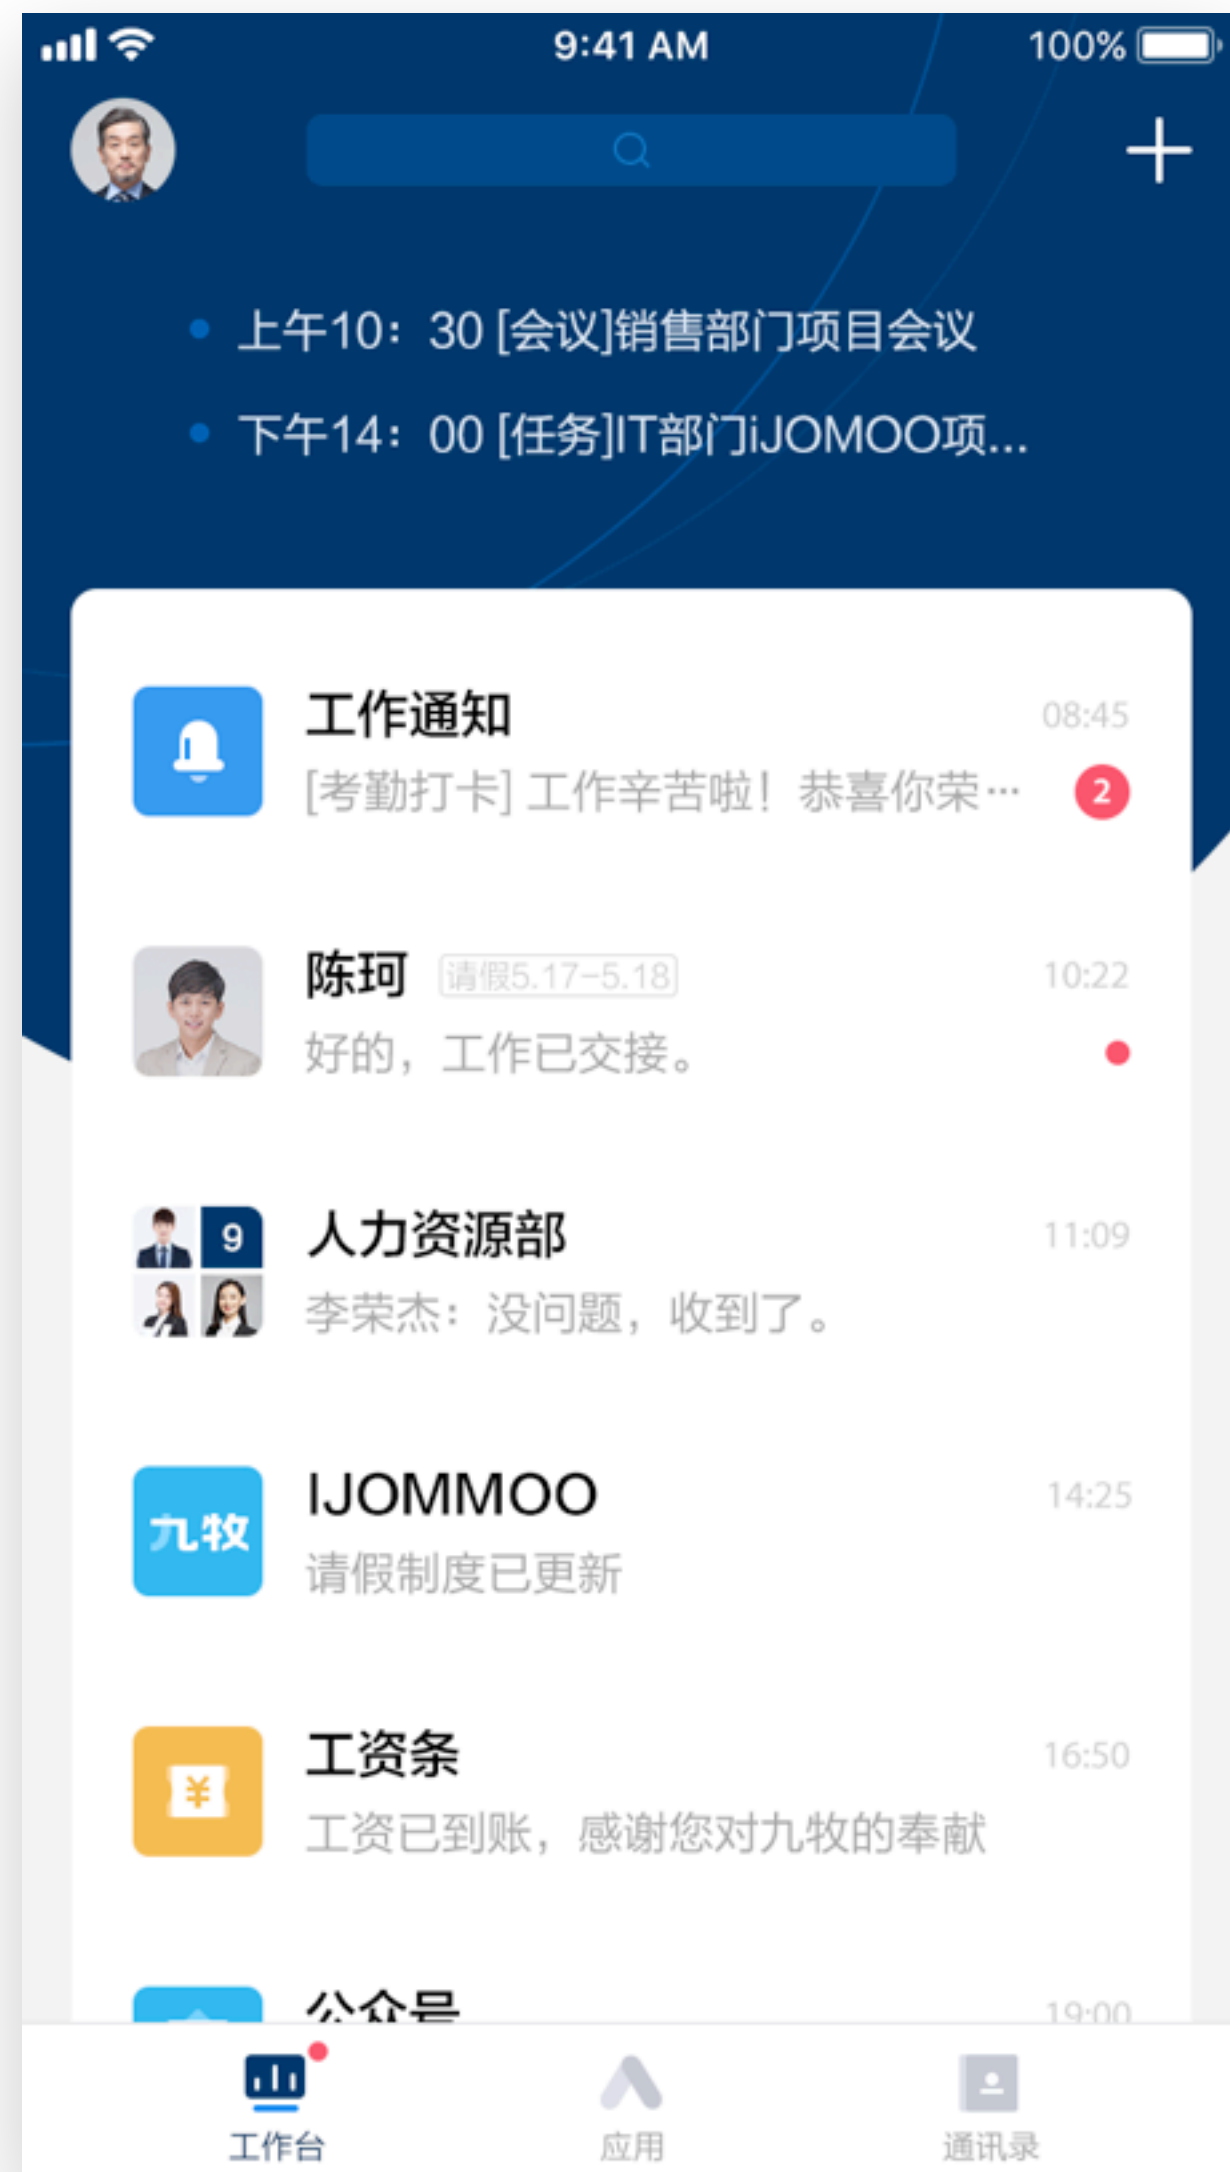 9:41 AM
100%
上午10：30 [会议]销售部门项目会议
下午14：00 [任务]IT部门iJOMOO项...
工作通知
08:45
[考勤打卡] 工作辛苦啦！恭喜你荣···
2
陈珂
请假5.17-5.18
10:22
好的，工作已交接。
9
人力资源部
11:09
李荣杰：没问题，收到了。
九牧
IJOMMOO
14:25
请假制度已更新
¥
工资条
16:50
工资已到账，感谢您对九牧的奉献
公众号
19:00
工作台
应用
通讯录